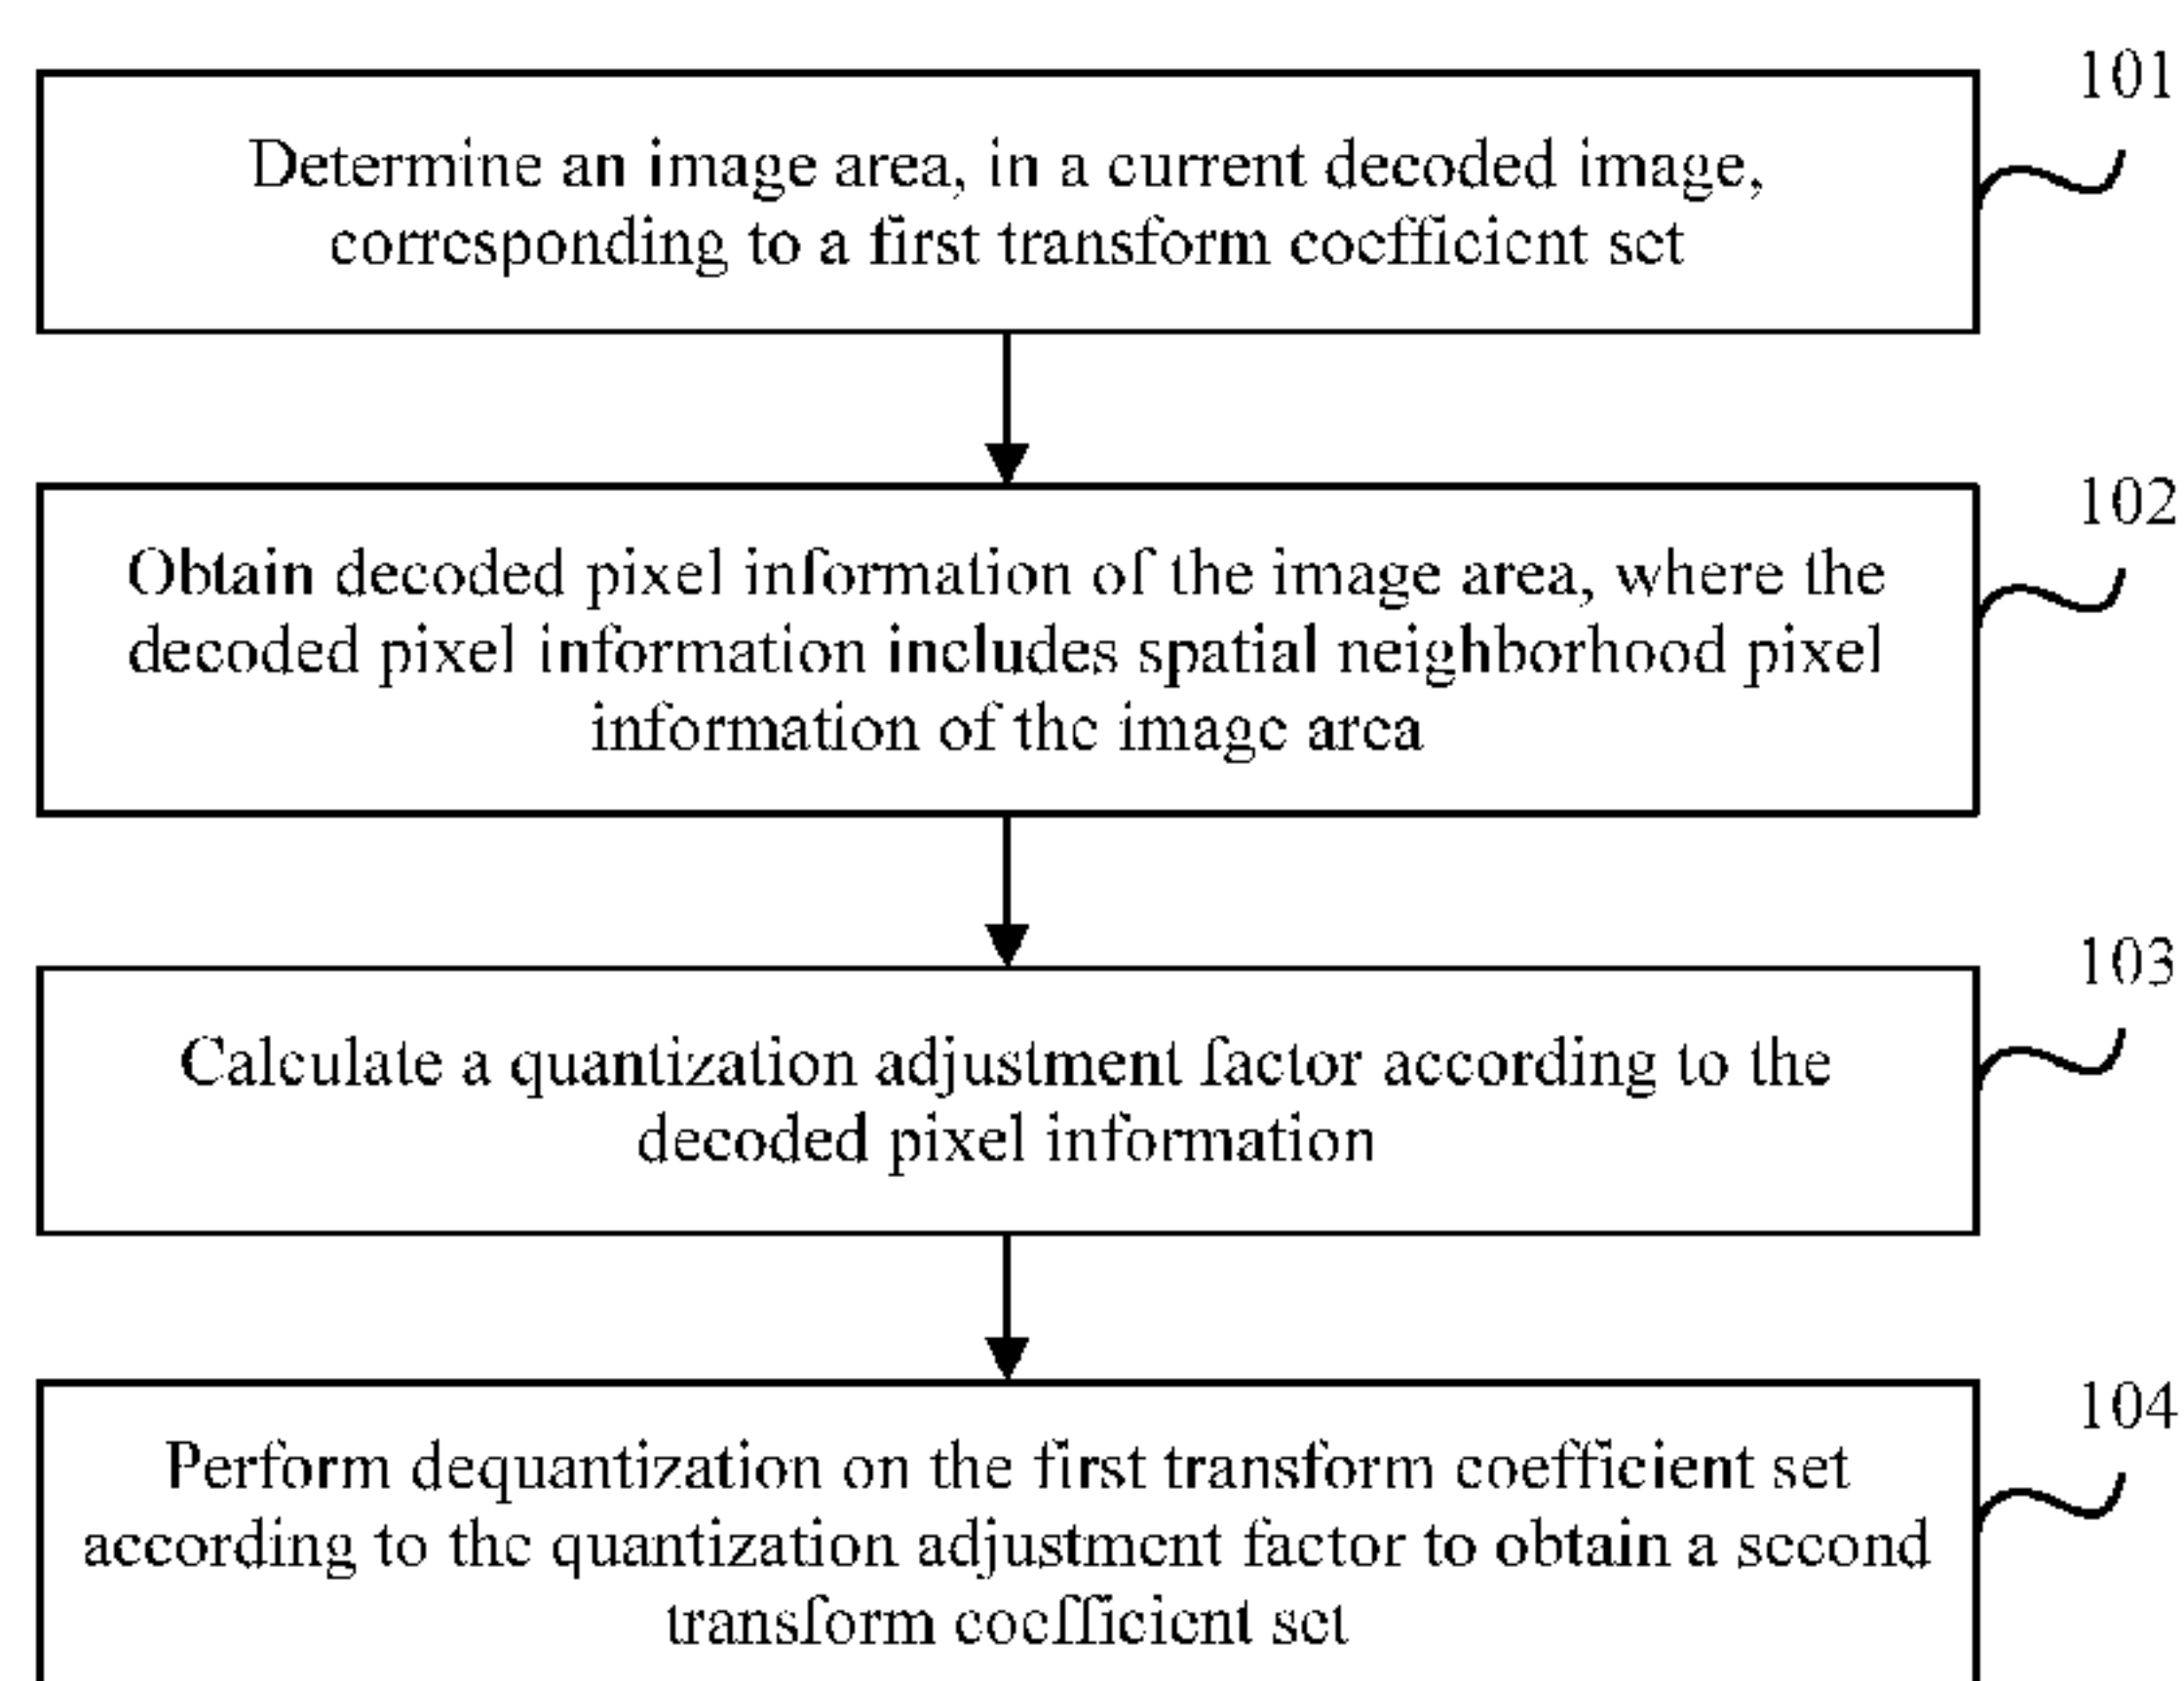 101
Determine an image area, in a current decoded image,
corresponding to a first transform coefficient set
102
Obtain decoded pixel information of the image area, where the
decoded pixel information includes spatial neighborhood pixel
information of the image area
103
Calculate a quantization adjustment factor according to the
decoded pixel information
104
Perform dequantization on the first transform coefficient set
according to the quantization adjustment factor to obtain a second
transform coefficient set